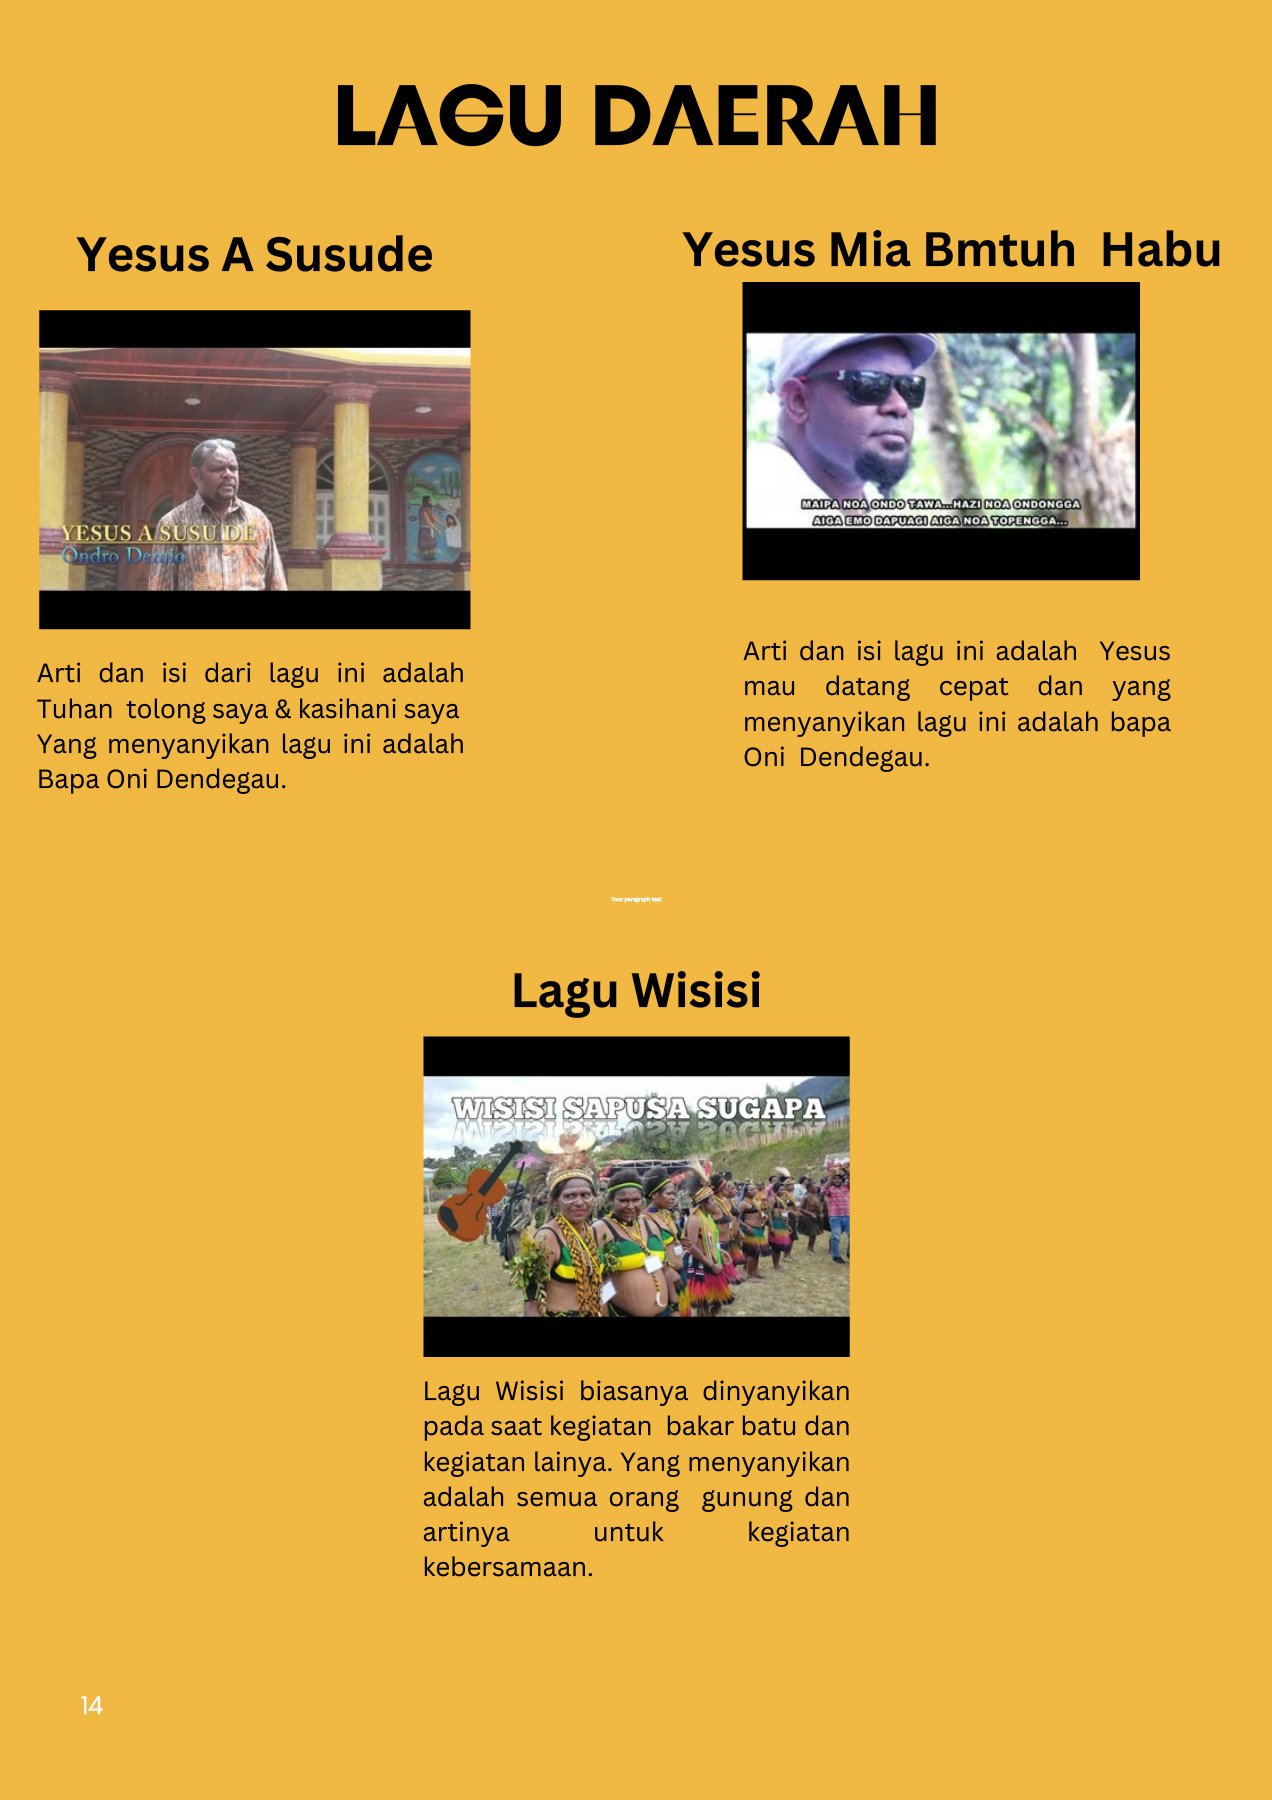 LAGU DAERAH
Yesus A Susude
YESUS A SUSU DE
Ondro Demio
Arti dan isi dari lagu ini adalah
Tuhan tolong saya & kasihani saya
Yang menyanyikan lagu ini adalah
Bapa Oni Dendegau.
Yesus Mia Bmtuh Habu
MAIPA NOA ONDO TAWA...HAZI NOA ONDONGGA
AIGA EMO DAPUAGI AIGA NOA TOPENGGA...
Arti dan isi lagu ini adalah Yesus
mau datang cepat dan yang
menyanyikan lagu ini adalah bapa
Oni Dendegau.
Your paragraph text
Lagu Wisisi
WISISI SAPUSA SUGAPA
Lagu Wisisi biasanya dinyanyikan
pada saat kegiatan bakar batu dan
kegiatan lainya. Yang menyanyikan
adalah semua orang gunung dan
artinya untuk kegiatan
kebersamaan.
14